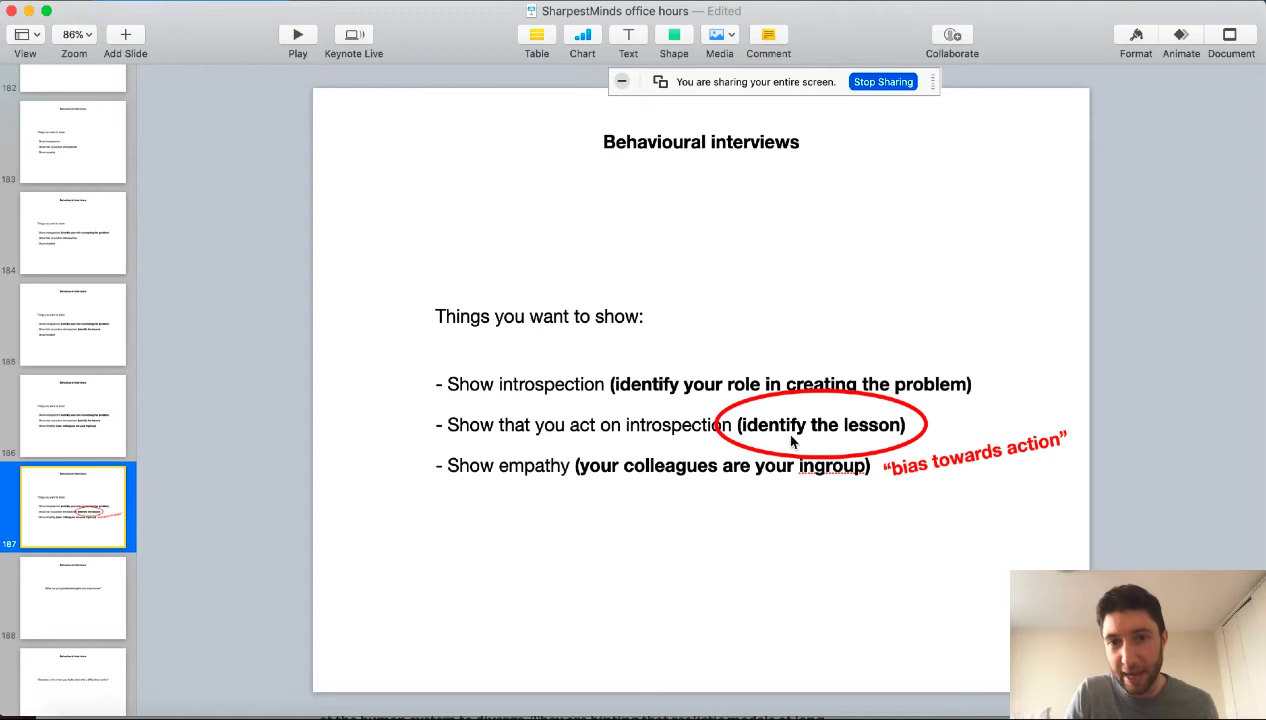 SharpestMinds office hours — Edited
86%
View
Zoom
Add Slide
Play
Keynote Live
Table
Chart
Text
Shape
Media
Comment
Collaborate
Format
Animate
Document
You are sharing your entire screen.
Stop Sharing
182
183
184
185
186
187
188
Behavioural interviews
Things you want to show:
- Show introspection (identify your role in creating the problem)
- Show that you act on introspection (identify the lesson)
- Show empathy (your colleagues are your ingroup)
"bias towards action"